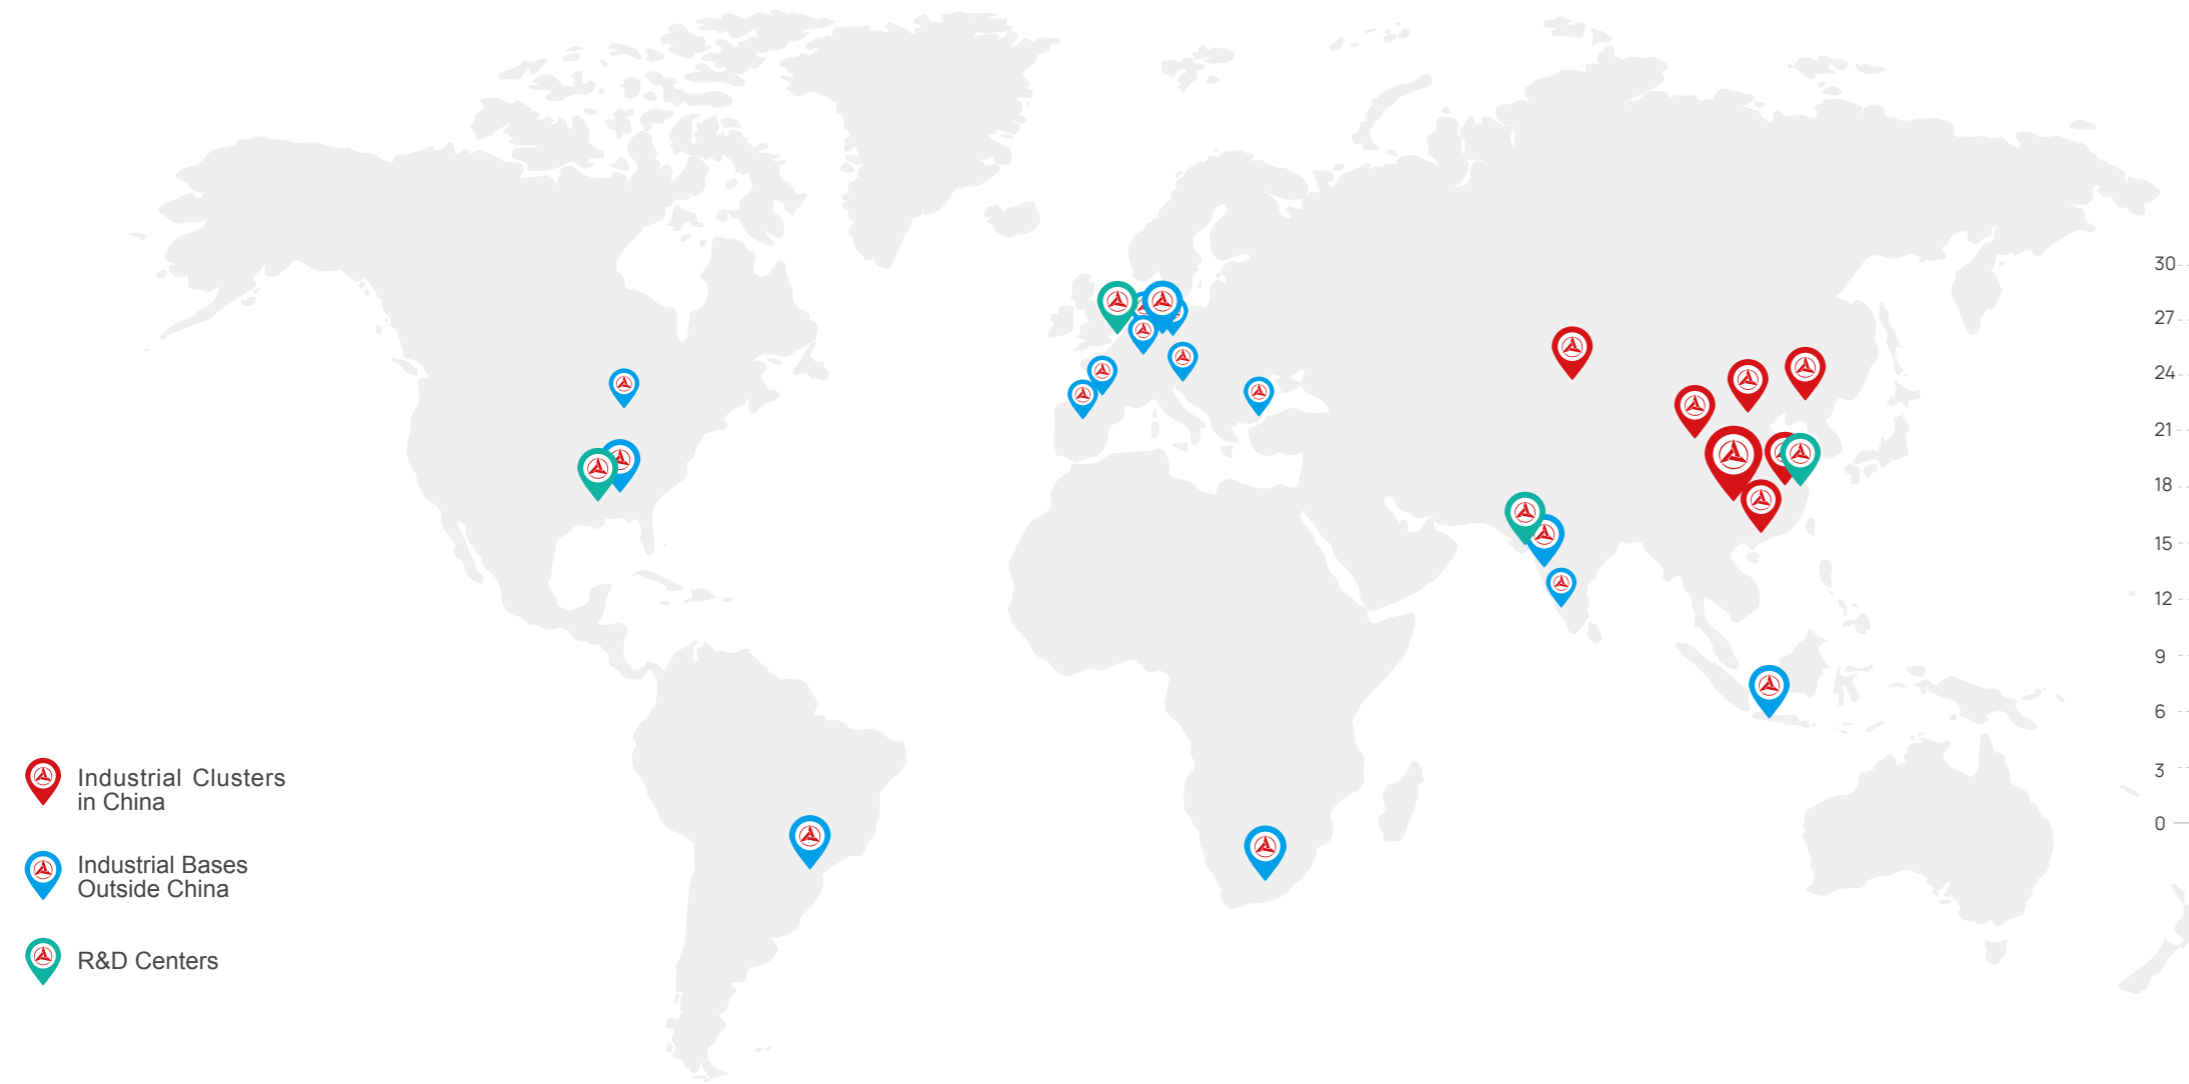 30
27
24
21
18
15
12
9
6
3
0
Industrial Clusters
in China
Industrial Bases
Outside China
R&D Centers